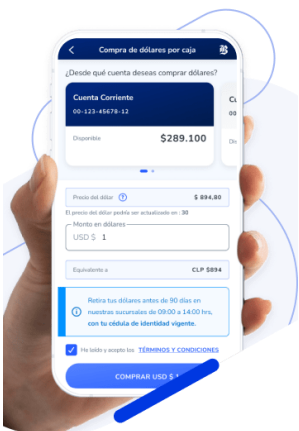 Compra de dólares por caja
¿Desde qué cuenta deseas comprar dólares?
Cuenta Corriente
00-123-45678-12
Disponible
$289.100
Precio del dólar
$ 894,80
El precio del dólar podría ser actualizado en : 30
Monto en dólares
USD $ 1
Equivalente a
CLP $894
Retira tus dólares antes de 90 días en
nuestras sucursales de 09:00 a 14:00 hrs,
con tu cédula de identidad vigente.
He leído y acepto los TÉRMINOS Y CONDICIONES
COMPRAR USD $ 1